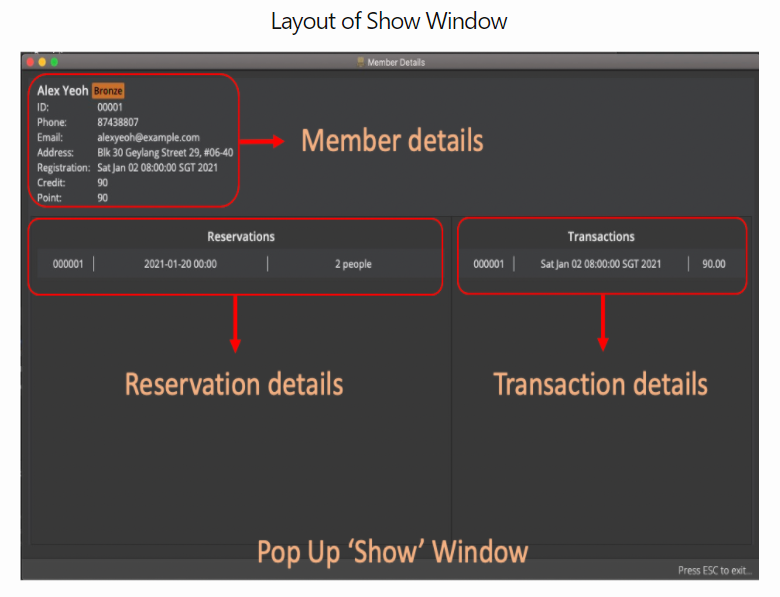 Layout of Show Window
Member Details
Alex Yeoh Bronze
ID: 00001
Phone: 87438807
Email: alexyeoh@example.com
Address: Blk 30 Geylang Street 29, #06-40
Registration: Sat Jan 02 08:00:00 SGT 2021
Credit: 90
Point: 90
Member details
Reservations
000001 | 2021-01-20 00:00 | 2 people
Transactions
000001 | Sat Jan 02 08:00:00 SGT 2021 | 90.00
Reservation details
Transaction details
Pop Up ‘Show’ Window
Press ESC to exit...